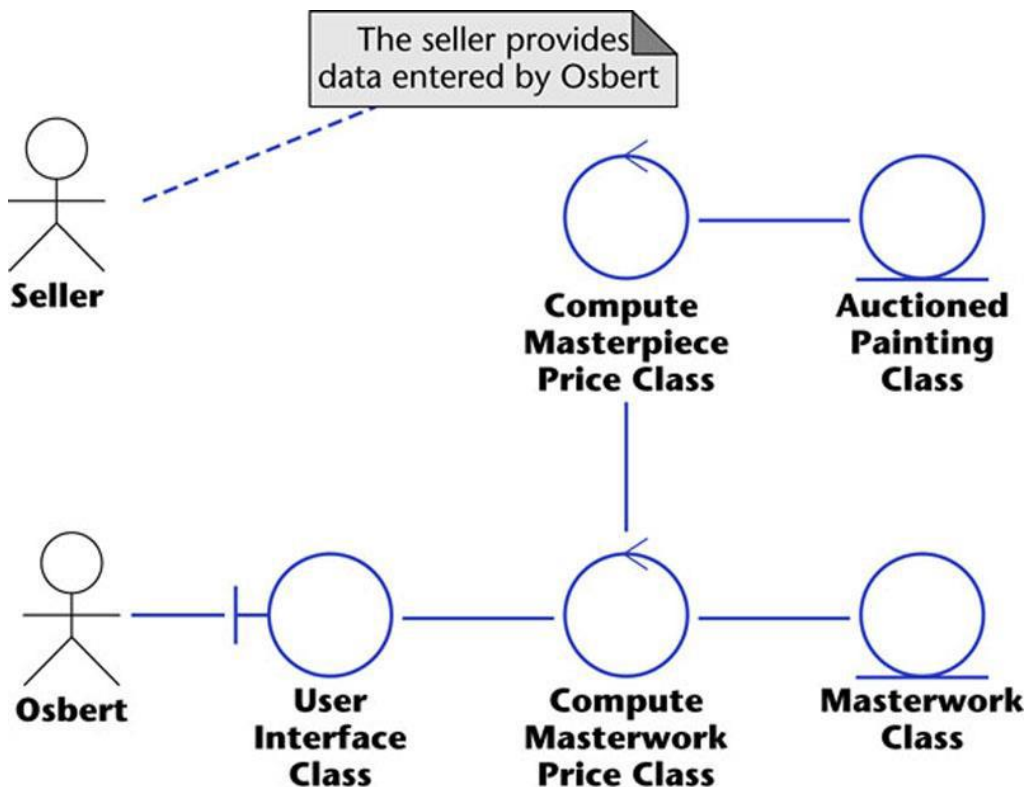 The seller provides
data entered by Osbert
Seller
Compute
Masterpiece
Price Class
Auctioned
Painting
Class
Osbert
User
Interface
Class
Compute
Masterwork
Price Class
Masterwork
Class